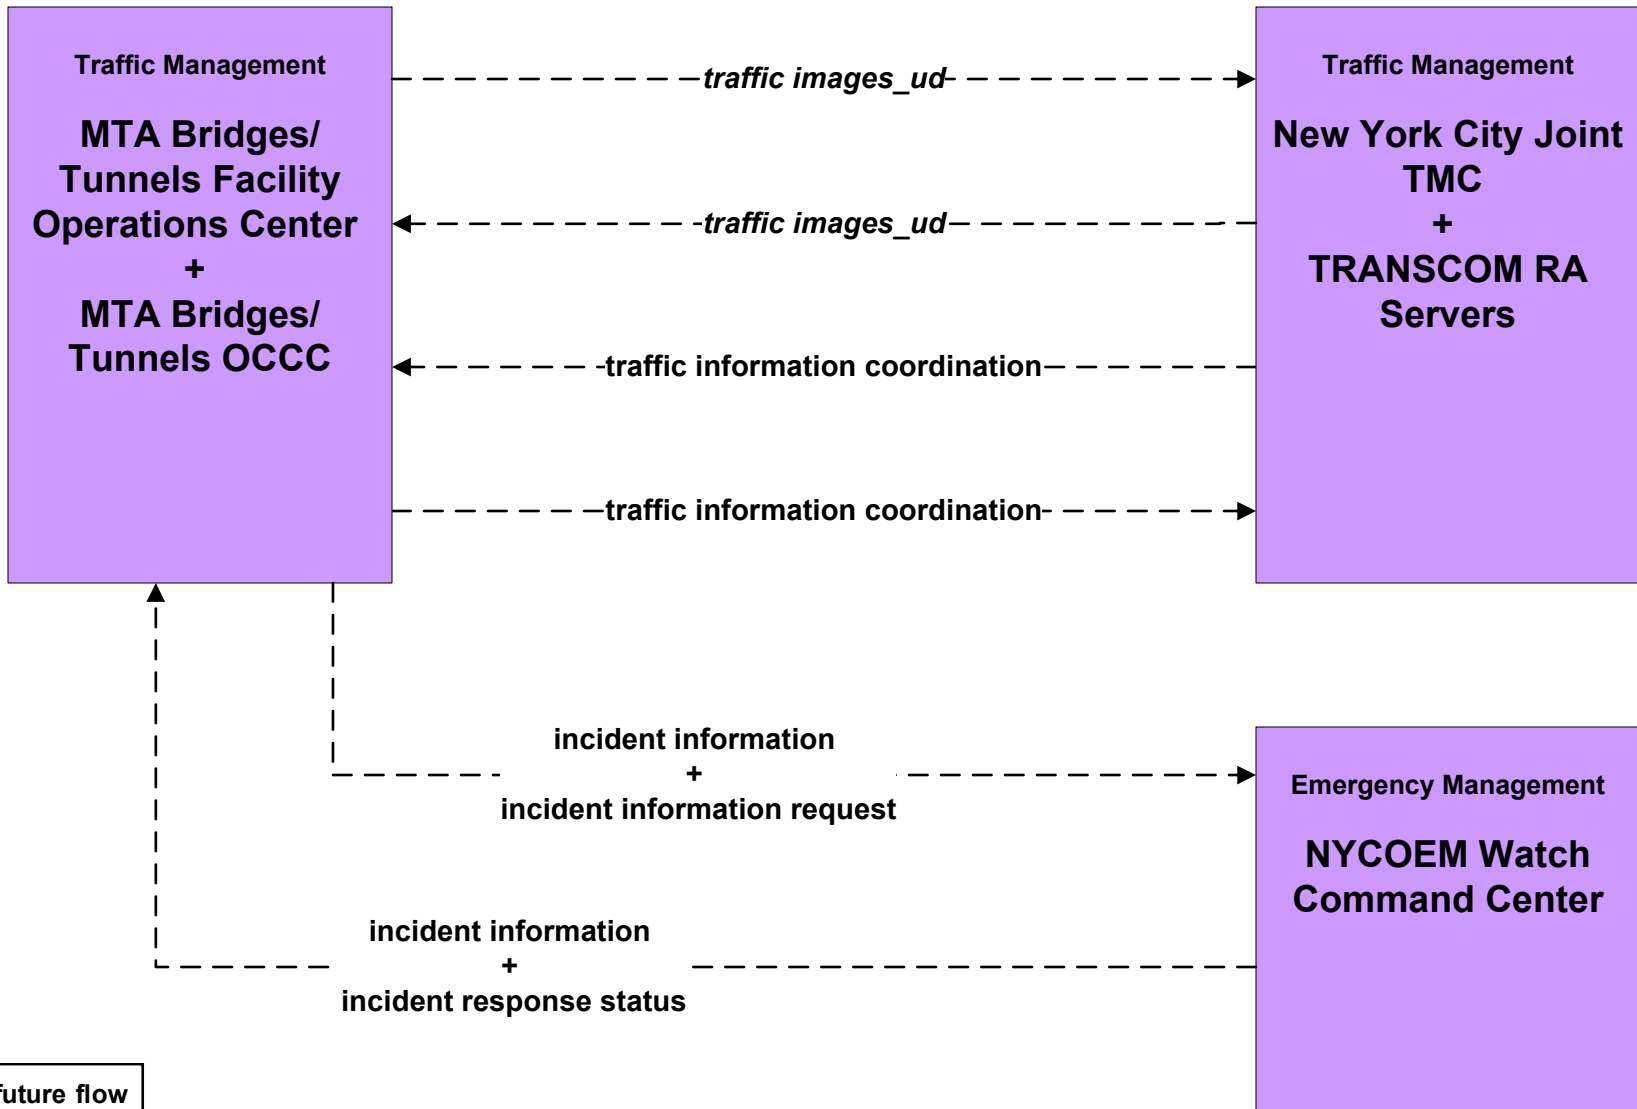 Traffic Management
MTA Bridges/
Tunnels Facility
Operations Center
+
MTA Bridges/
Tunnels OCCC
traffic images_ud
traffic images_ud
traffic information coordination
traffic information coordination
Traffic Management
New York City Joint
TMC
+
TRANSCOM RA
Servers
incident information
+
incident information request
incident information
+
incident response status
Emergency Management
NYCOEM Watch
Command Center
future flow